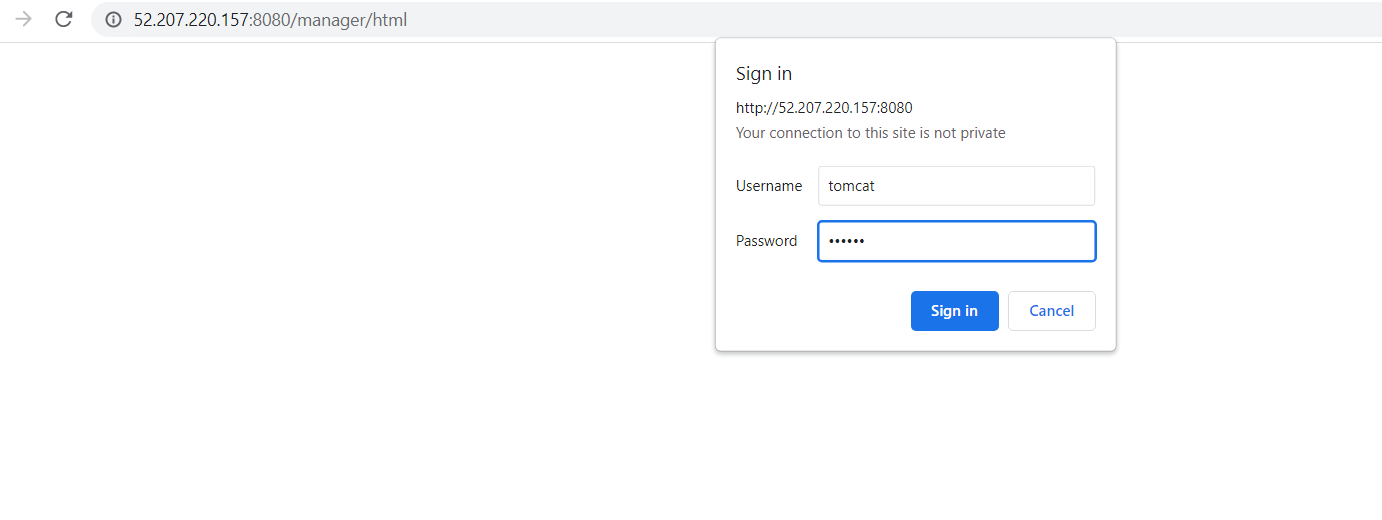 52.207.220.157:8080/manager/html
Sign in
http://52.207.220.157:8080
Your connection to this site is not private
Username tomcat
Password ••••••
Sign in Cancel